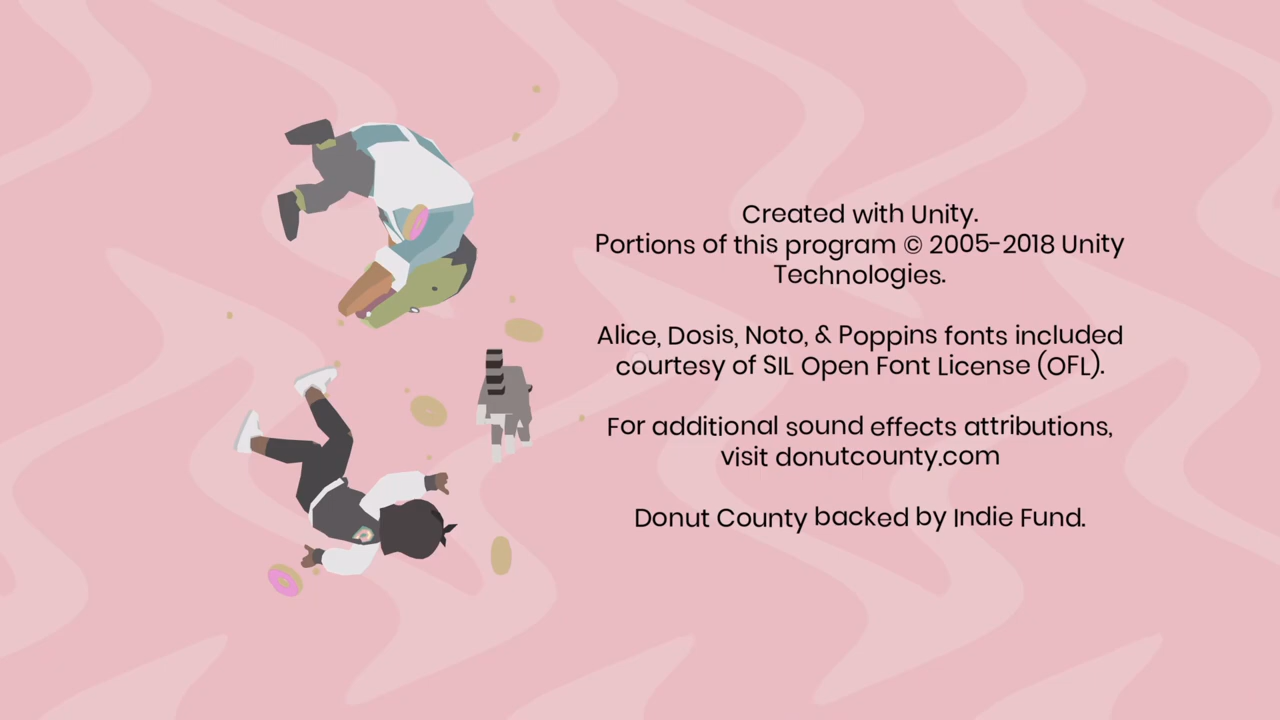 Created with Unity.
Portions of this program © 2005-2018 Unity
Technologies.
Alice, Dosis, Noto, & Poppins fonts included
courtesy of SIL Open Font License (OFL).
For additional sound effects attributions,
visit donutcounty.com
Donut County backed by Indie Fund.